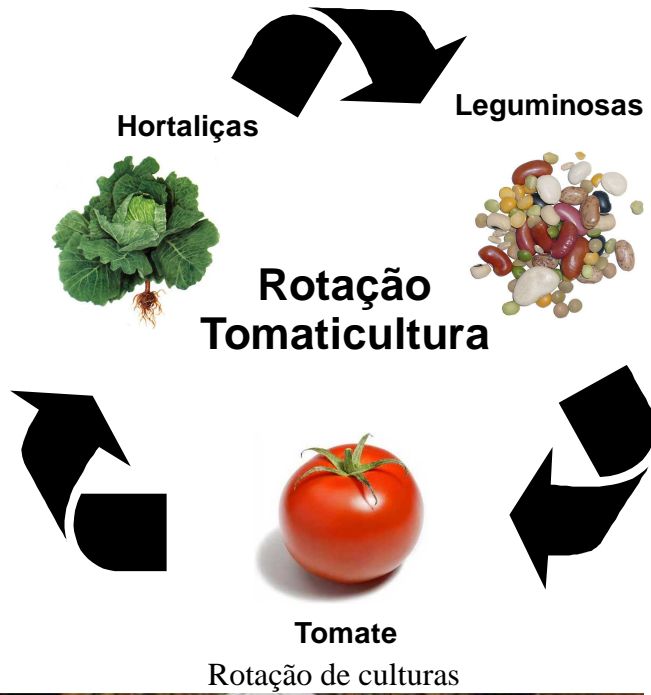 Hortaliças
Leguminosas
Rotação
Tomaticultura
Tomate
Rotação de culturas